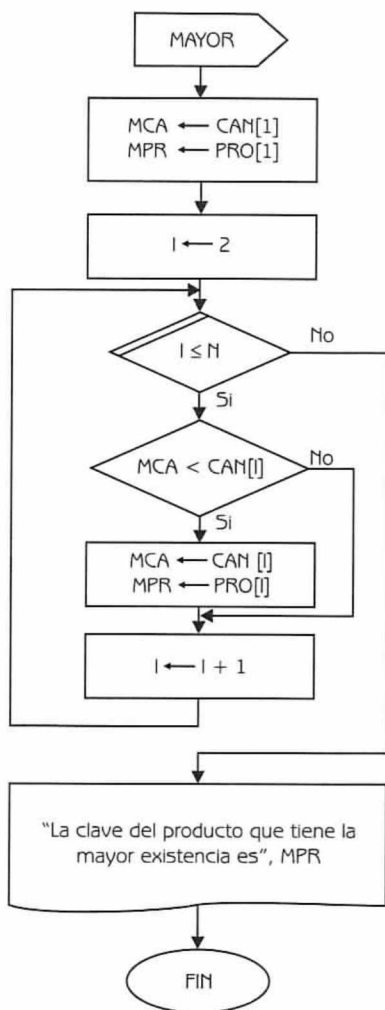 MAYOR
MCA ← CAN[1]
MPR ← PRO[1]
I ← 2
I ≤ N
No
Si
MCA < CAN[I]
No
Si
MCA ← CAN [I]
MPR ← PRO[I]
I ← I + 1
“La clave del producto que tiene la
mayor existencia es”, MPR
FIN